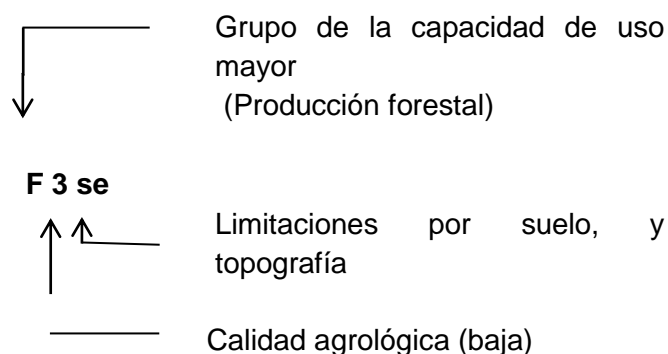 Grupo de la capacidad de uso
mayor
(Producción forestal)
F 3 se
Limitaciones por suelo, y
topografía
Calidad agrológica (baja)